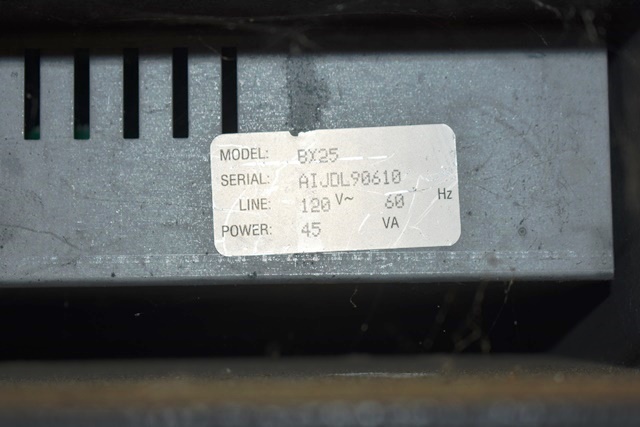 MODEL: BX25
SERIAL: AIJDL90610
LINE: 120 V~ 60 Hz
POWER: 45 VA